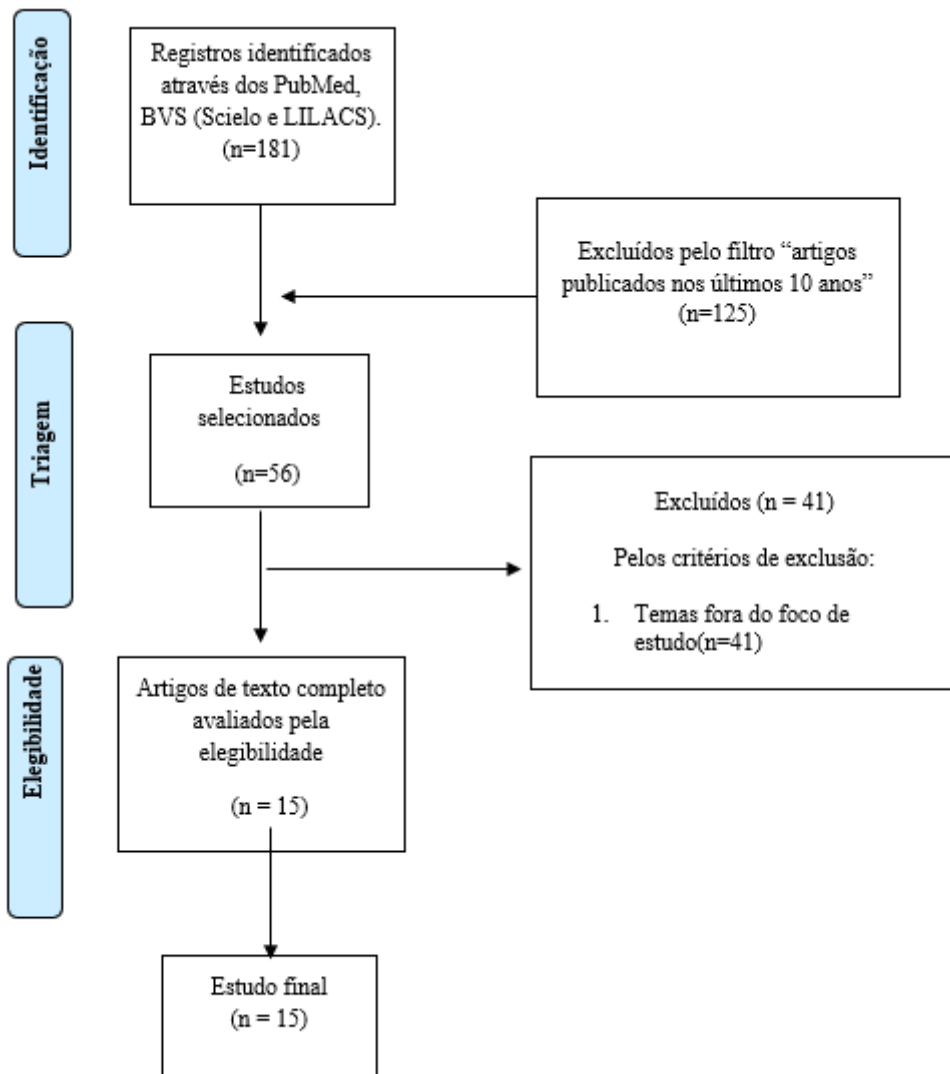 Identificação
Registros identificados
através dos PubMed,
BVS (Scielo e LILACS).
(n=181)
Excluídos pelo filtro “artigos
publicados nos últimos 10 anos”
(n=125)
Triagem
Estudos
selecionados
(n=56)
Excluídos (n = 41)
Pelos critérios de exclusão:
1. Temas fora do foco de
estudo(n=41)
Elegibilidade
Artigos de texto completo
avaliados pela
elegibilidade
(n = 15)
Estudo final
(n = 15)